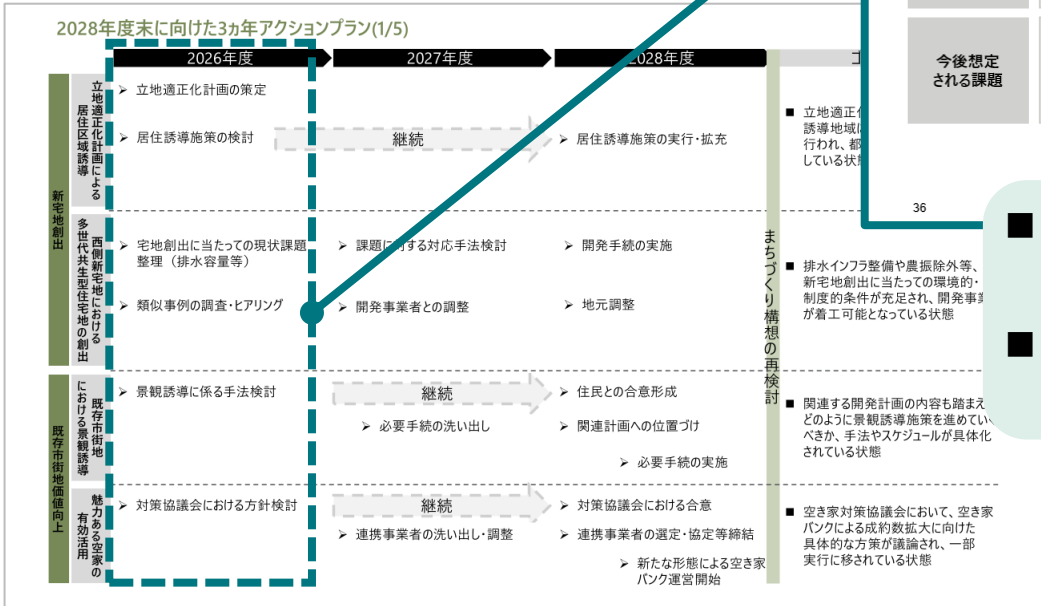 2028年度末に向けた3ヵ年アクションプラン(1/5)
2026年度
2027年度
2028年度
今後想定
される課題
36
新宅地創出
立地適正化計画による
居住区域誘導
➢ 立地適正化計画の策定
➢ 居住誘導施策の検討
継続
➢ 居住誘導施策の実行・拡充
■ 立地適正
誘導地域
行われ、都
している状
西側新宅地における
多世代共生型住宅地の創出
➢ 宅地創出に当たっての現状課題
整理（排水容量等）
➢ 類似事例の調査・ヒアリング
➢ 課題に対する対応手法検討
➢ 開発事業者との調整
➢ 開発手続の実施
➢ 地元調整
まちづくり構想の再検討
■ 排水インフラ整備や農振除外等、
新宅地創出に当たっての環境的・
制度的条件が充足され、開発事業
が着工可能となっている状態
既存市街地価値向上
既存市街地
における景観誘導
➢ 景観誘導に係る手法検討
継続
➢ 必要手続の洗い出し
➢ 住民との合意形成
➢ 関連計画への位置づけ
➢ 必要手続の実施
■ 関連する開発計画の内容も踏まえ
どのように景観誘導施策を進めてい
べきか、手法やスケジュールが具体化
されている状態
魅力ある空家の
有効活用
➢ 対策協議会における方針検討
継続
➢ 連携事業者の洗い出し・調整
➢ 対策協議会における合意
➢ 連携事業者の選定・協定等締結
➢ 新たな形態による空き家
バンク運営開始
■ 空き家対策協議会において、空き家
バンクによる成約数拡大に向けた
具体的な方策が議論され、一部
実行に移されている状態